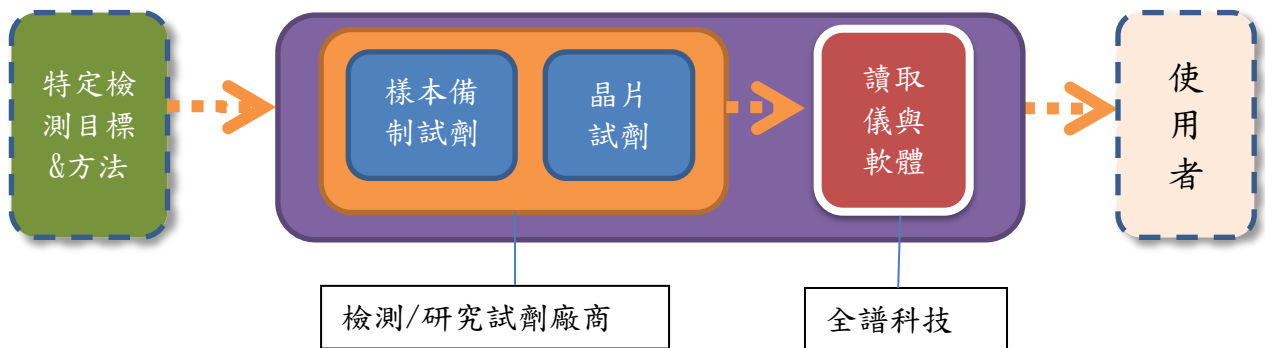 特定檢
測目標
&方法
樣本備
制試劑
晶片
試劑
讀取
儀與
軟體
使
用
者
檢測/研究試劑廠商
全譜科技